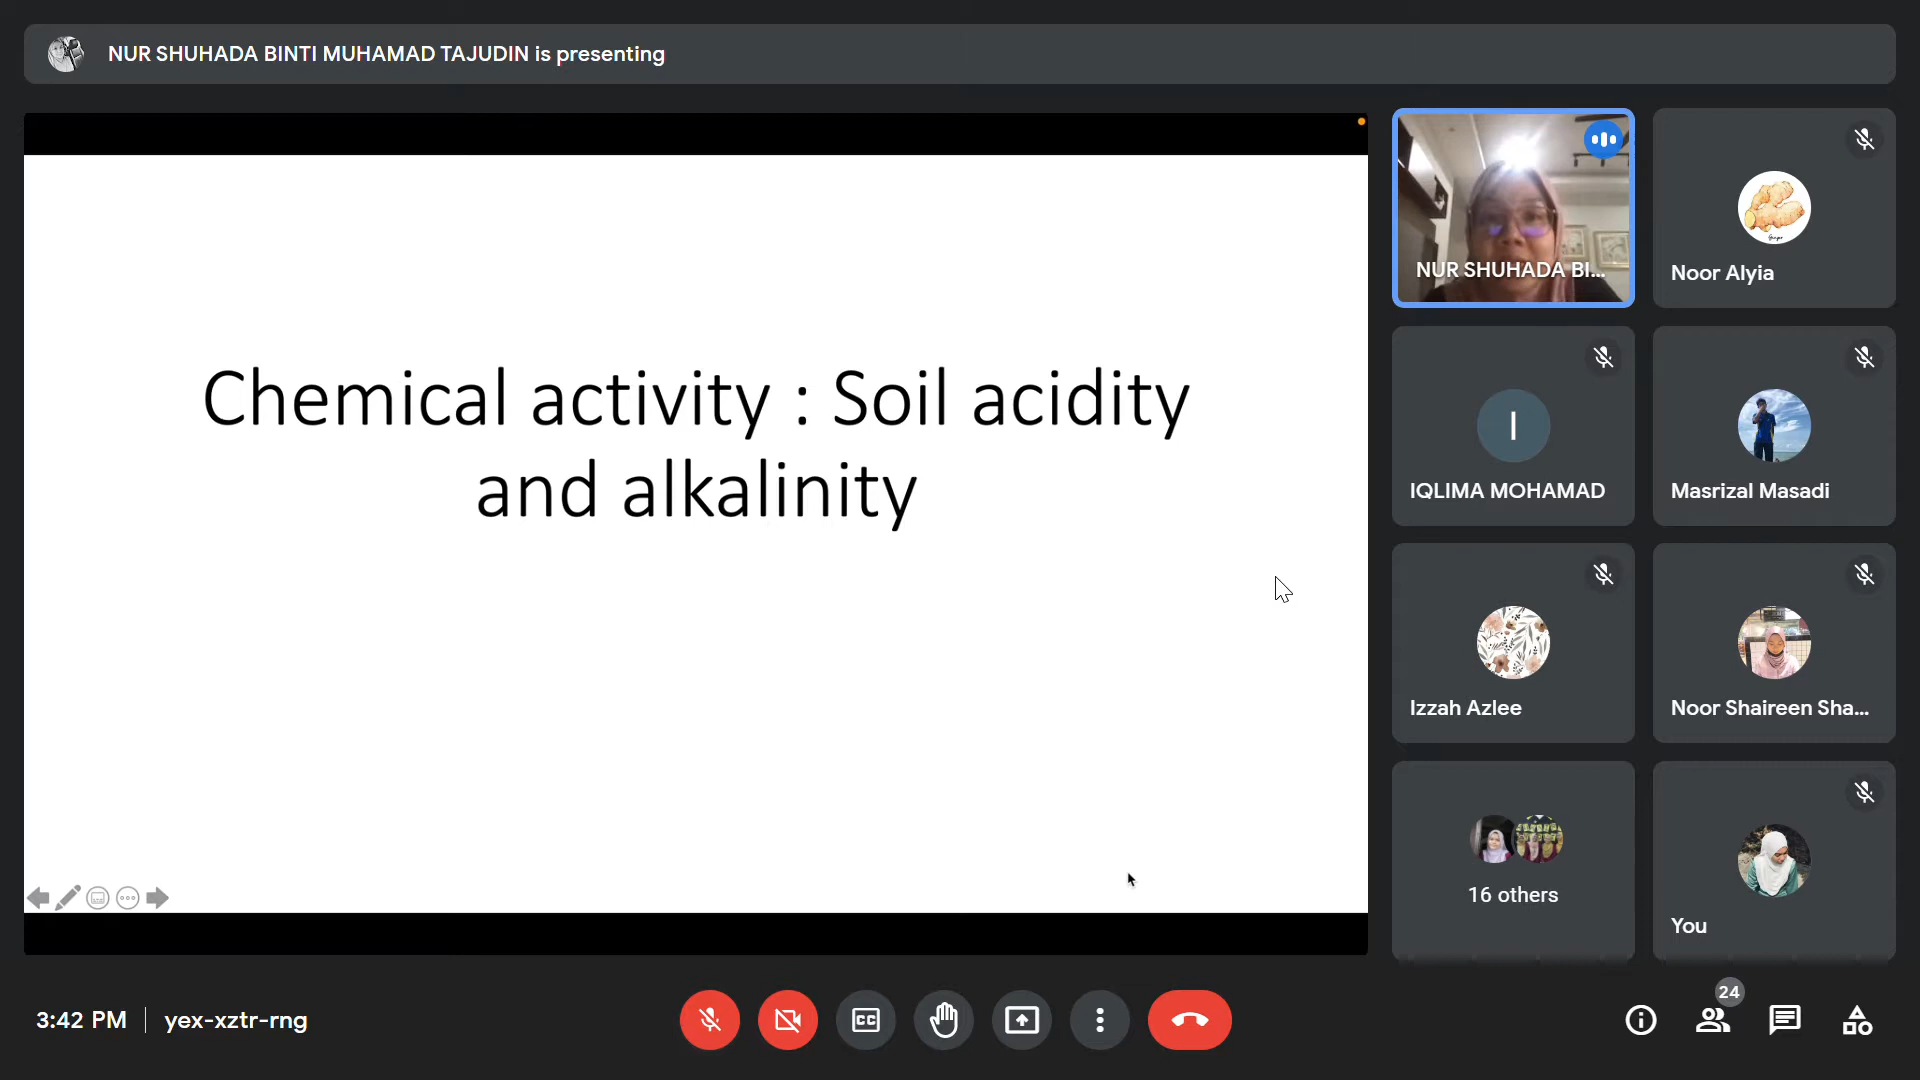 NUR SHUHADA BINTI MUHAMAD TAJUDIN is presenting
Chemical activity : Soil acidity
and alkalinity
NUR SHUHADA BI...
Noor Alyia
I
IQLIMA MOHAMAD
Masrizal Masadi
Izzah Azlee
Noor Shaireen Sha...
16 others
You
3:42 PM
yex-xztr-rng
CC
24